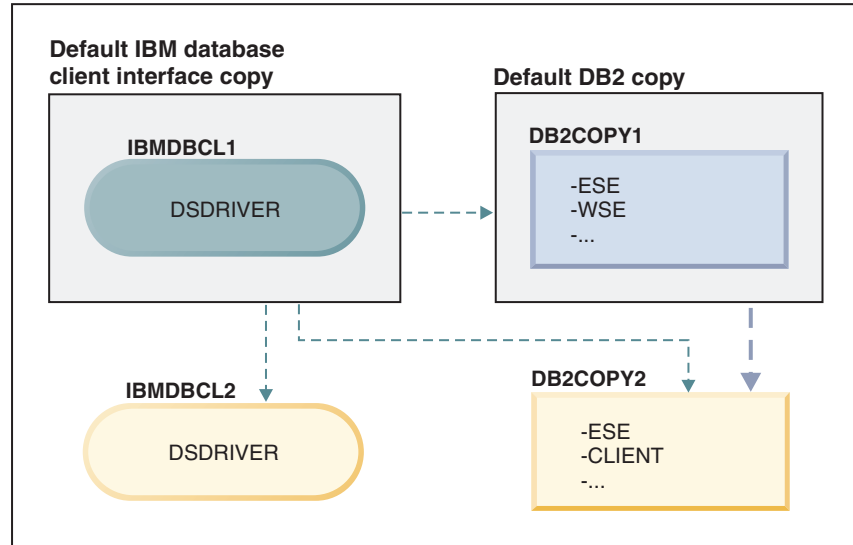 Default IBM database
client interface copy
Default DB2 copy
IBMDBCL1
DSDRIVER
DB2COPY1
-ESE
-WSE
-...
IBMDBCL2
DSDRIVER
DB2COPY2
-ESE
-CLIENT
-...